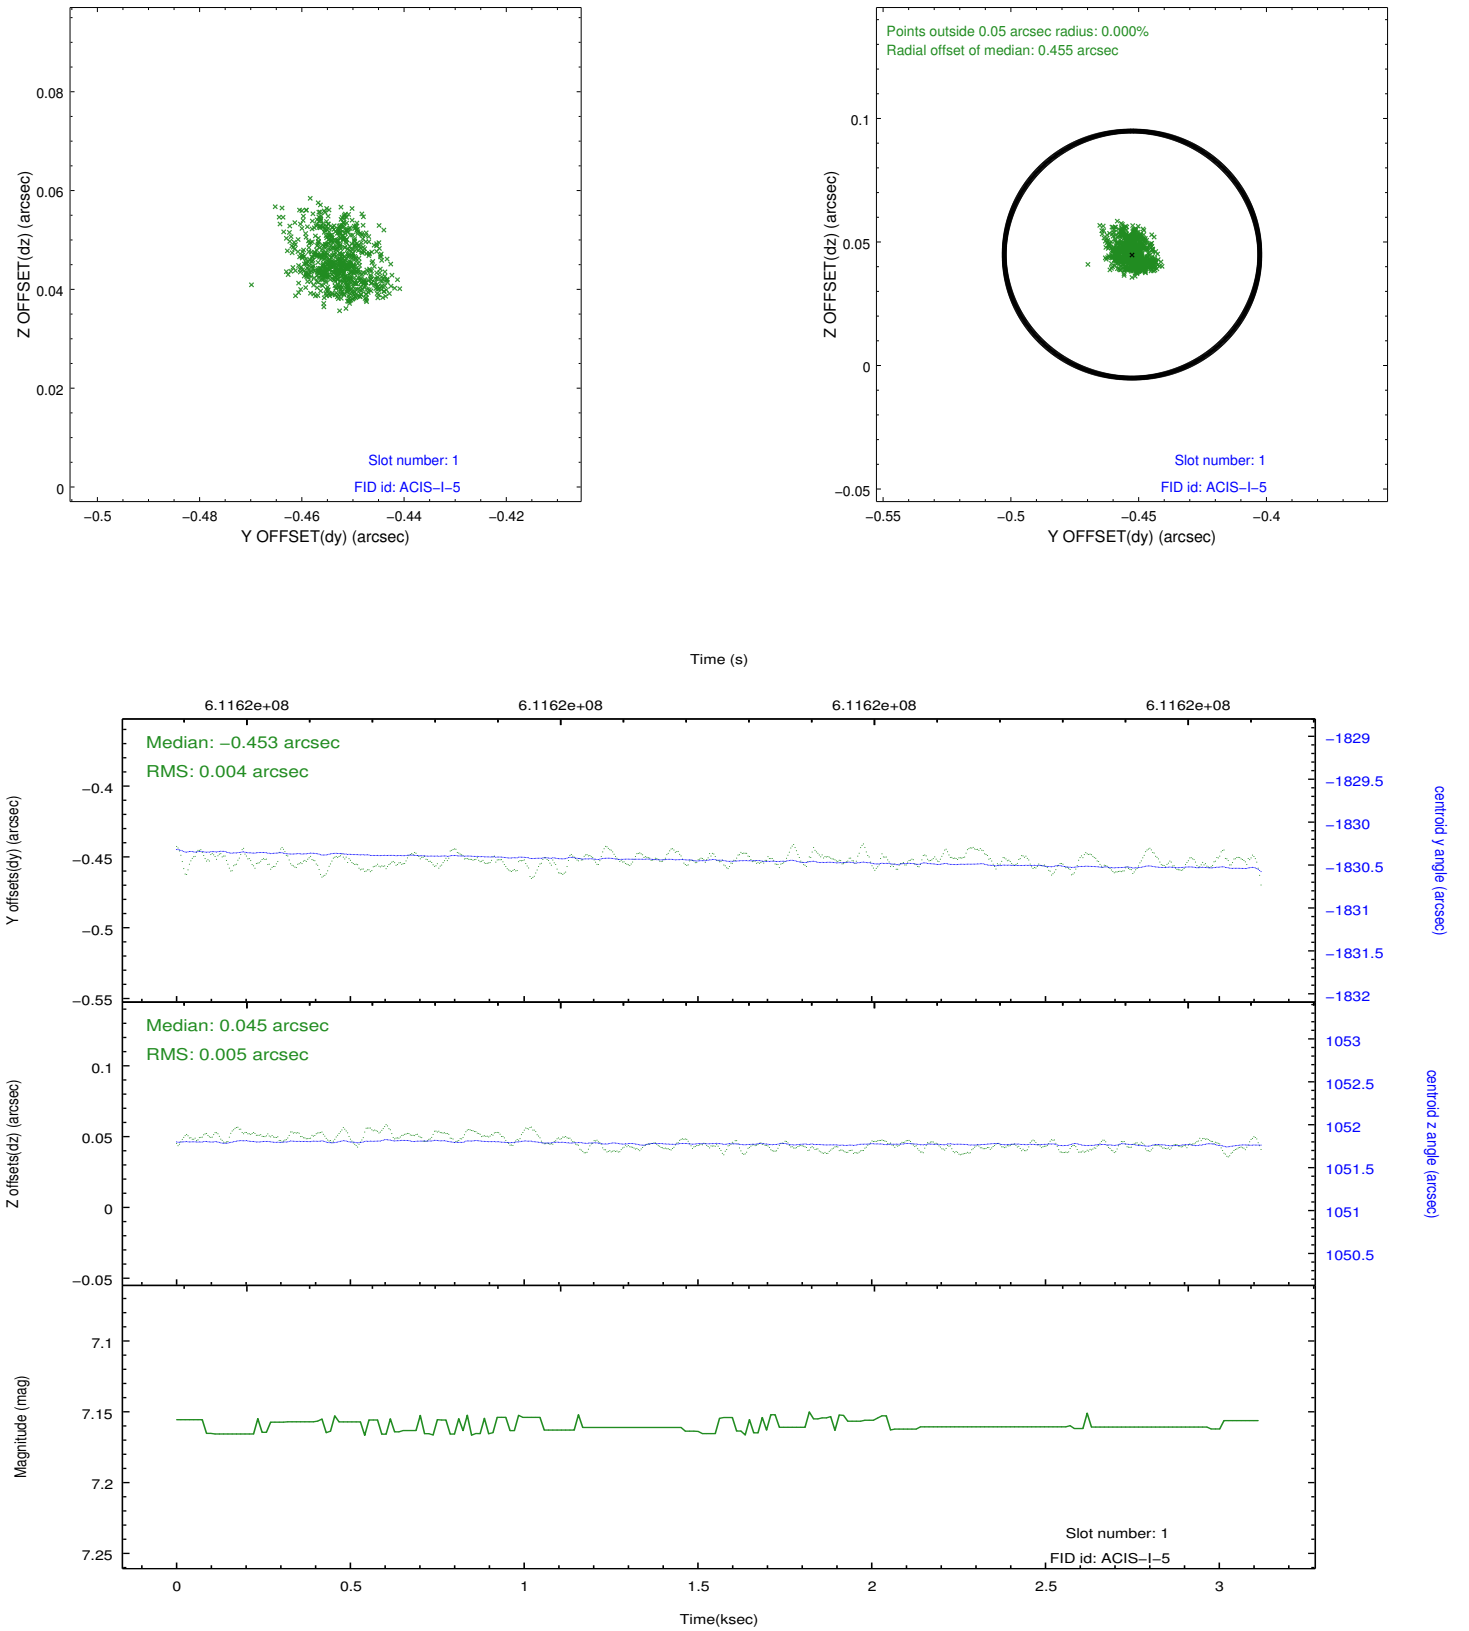 0.08
0.06
0.04
0.02
0
Z OFFSET(dz) (arcsec)
−0.5 −0.48 −0.46 −0.44 −0.42
Y OFFSET(dy) (arcsec)
Slot number: 1
FID id: ACIS−I−5
Points outside 0.05 arcsec radius: 0.000%
Radial offset of median: 0.455 arcsec
0.1
0.05
0
−0.05
Z OFFSET(dz) (arcsec)
−0.55 −0.5 −0.45 −0.4
Y OFFSET(dy) (arcsec)
Slot number: 1
FID id: ACIS−I−5
Time (s)
6.1162e+08 6.1162e+08 6.1162e+08 6.1162e+08
Median: −0.453 arcsec
RMS: 0.004 arcsec
−0.4
−0.45
−0.5
−0.55
Y offsets(dy) (arcsec)
−1829
−1829.5
−1830
−1830.5
−1831
−1831.5
−1832
centroid y angle (arcsec)
Median: 0.045 arcsec
RMS: 0.005 arcsec
0.1
0.05
0
−0.05
Z offsets(dz) (arcsec)
1053
1052.5
1052
1051.5
1051
1050.5
centroid z angle (arcsec)
7.1
7.15
7.2
7.25
Magnitude (mag)
Slot number: 1
FID id: ACIS−I−5
0 0.5 1 1.5 2 2.5 3
Time(ksec)